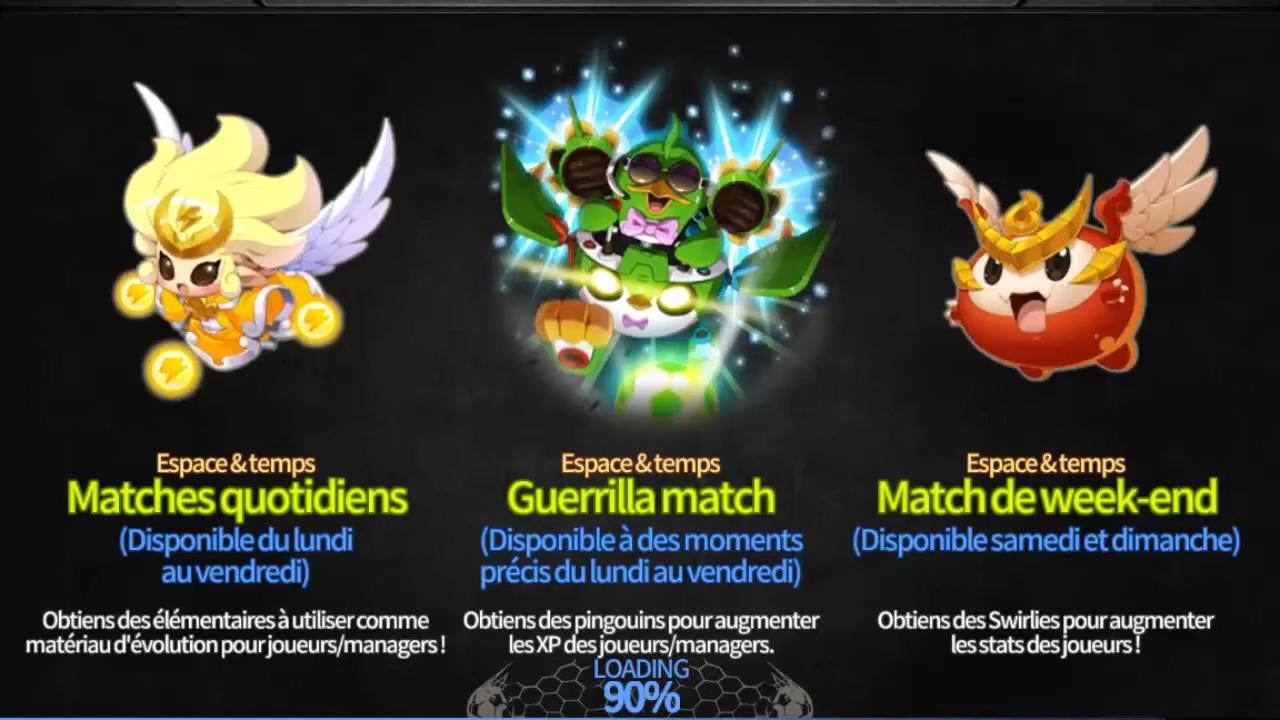 Espace & temps
Matches quotidiens
(Disponible du lundi
au vendredi)
Obtiens des élémentaires à utiliser comme
matériau d'évolution pour joueurs/managers !
Espace & temps
Guerrilla match
(Disponible à des moments
précis du lundi au vendredi)
Obtiens des pingouins pour augmenter
les XP des joueurs/managers.
Espace & temps
Match de week-end
(Disponible samedi et dimanche)
Obtiens des Swirlies pour augmenter
les stats des joueurs !
LOADING
90%